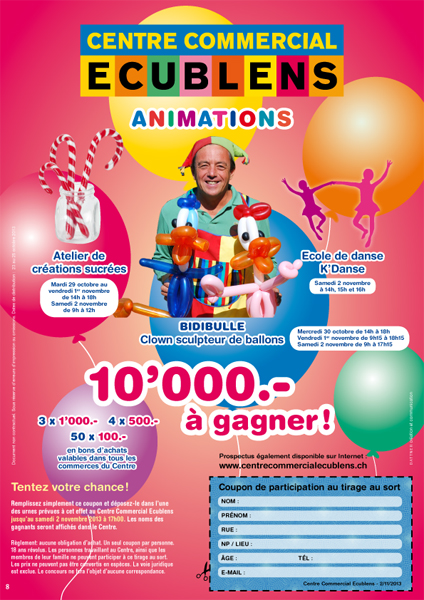 CENTRE COMMERCIAL
ECUBLENS
ANIMATIONS
Atelier de
créations sucrées
Mardi 29 octobre au
vendredi 1er novembre
de 14h à 18h
Samedi 2 novembre
de 9h à 12h
Ecole de danse
K'Danse
Samedi 2 novembre
à 14h, 15h et 16h
BIDIBULLE
Clown sculpteur de ballons
Mercredi 30 octobre de 14h à 18h
Vendredi 1er novembre de 9h15 à 18h15
Samedi 2 novembre de 9h à 17h15
10'000.-
à gagner!
3 x 1'000.- 4 x 500.-
50 x 100.-
en bons d'achats
valables dans tous les
commerces du Centre
Prospectus également disponible sur Internet :
www.centrecommercialecublens.ch
Tentez votre chance!
Remplissez simplement ce coupon et déposez-le dans l'une
des urnes prévues à cet effet au Centre Commercial Ecublens
jusqu'au samedi 2 novembre 2013 à 17h00. Les noms des
gagnants seront affichés dans le Centre.
Règlement: aucune obligation d'achat. Un seul coupon par personne.
16 ans révolus. Les personnes travaillant au Centre, ainsi que les
membres de leur famille ne peuvent participer à ce tirage au sort.
Les prix ne peuvent pas être convertis en espèces. La voie juridique
est exclue. Le concours ne fera l'objet d'aucune correspondance.
Coupon de participation au tirage au sort
NOM :
PRÉNOM :
RUE :
NP / LIEU :
ÂGE : TÉL :
E-MAIL :
Centre Commercial Ecublens - 2/11/2013
8